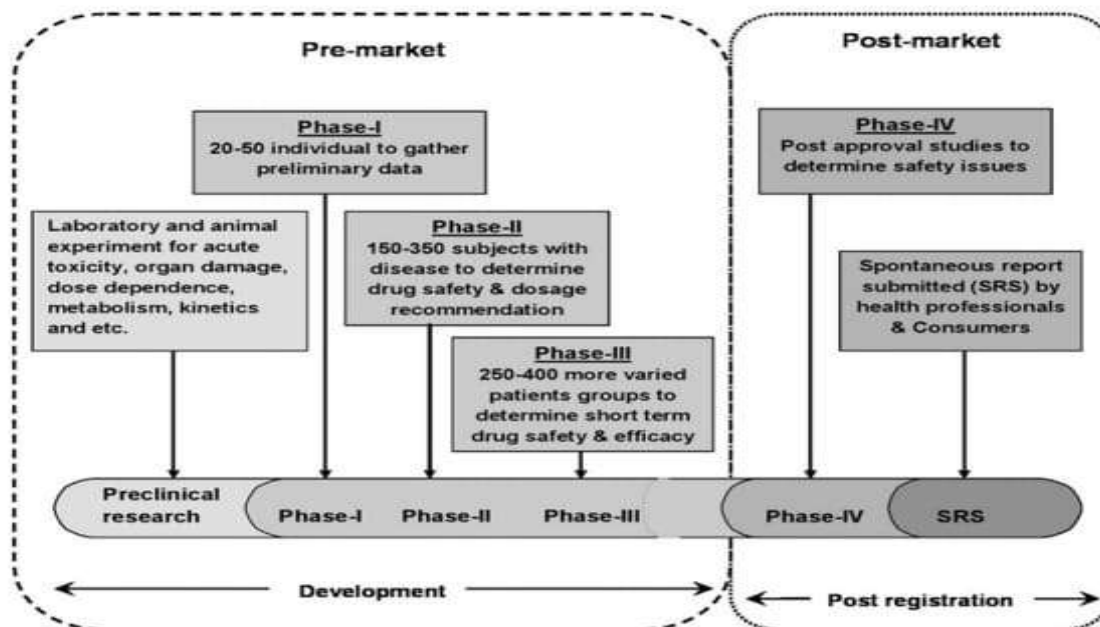 Pre-market
Post-market
Phase-I
20-50 individual to gather
preliminary data
Phase-IV
Post approval studies to
determine safety issues
Laboratory and animal
experiment for acute
toxicity, organ damage,
dose dependence,
metabolism, kinetics
and etc.
Phase-II
150-350 subjects with
disease to determine
drug safety & dosage
recommendation
Spontaneous report
submitted (SRS) by
health professionals
& Consumers
Phase-III
250-400 more varied
patients groups to
determine short term
drug safety & efficacy
Preclinical
research
Phase-I
Phase-II
Phase-III
Phase-IV
SRS
Development
Post registration